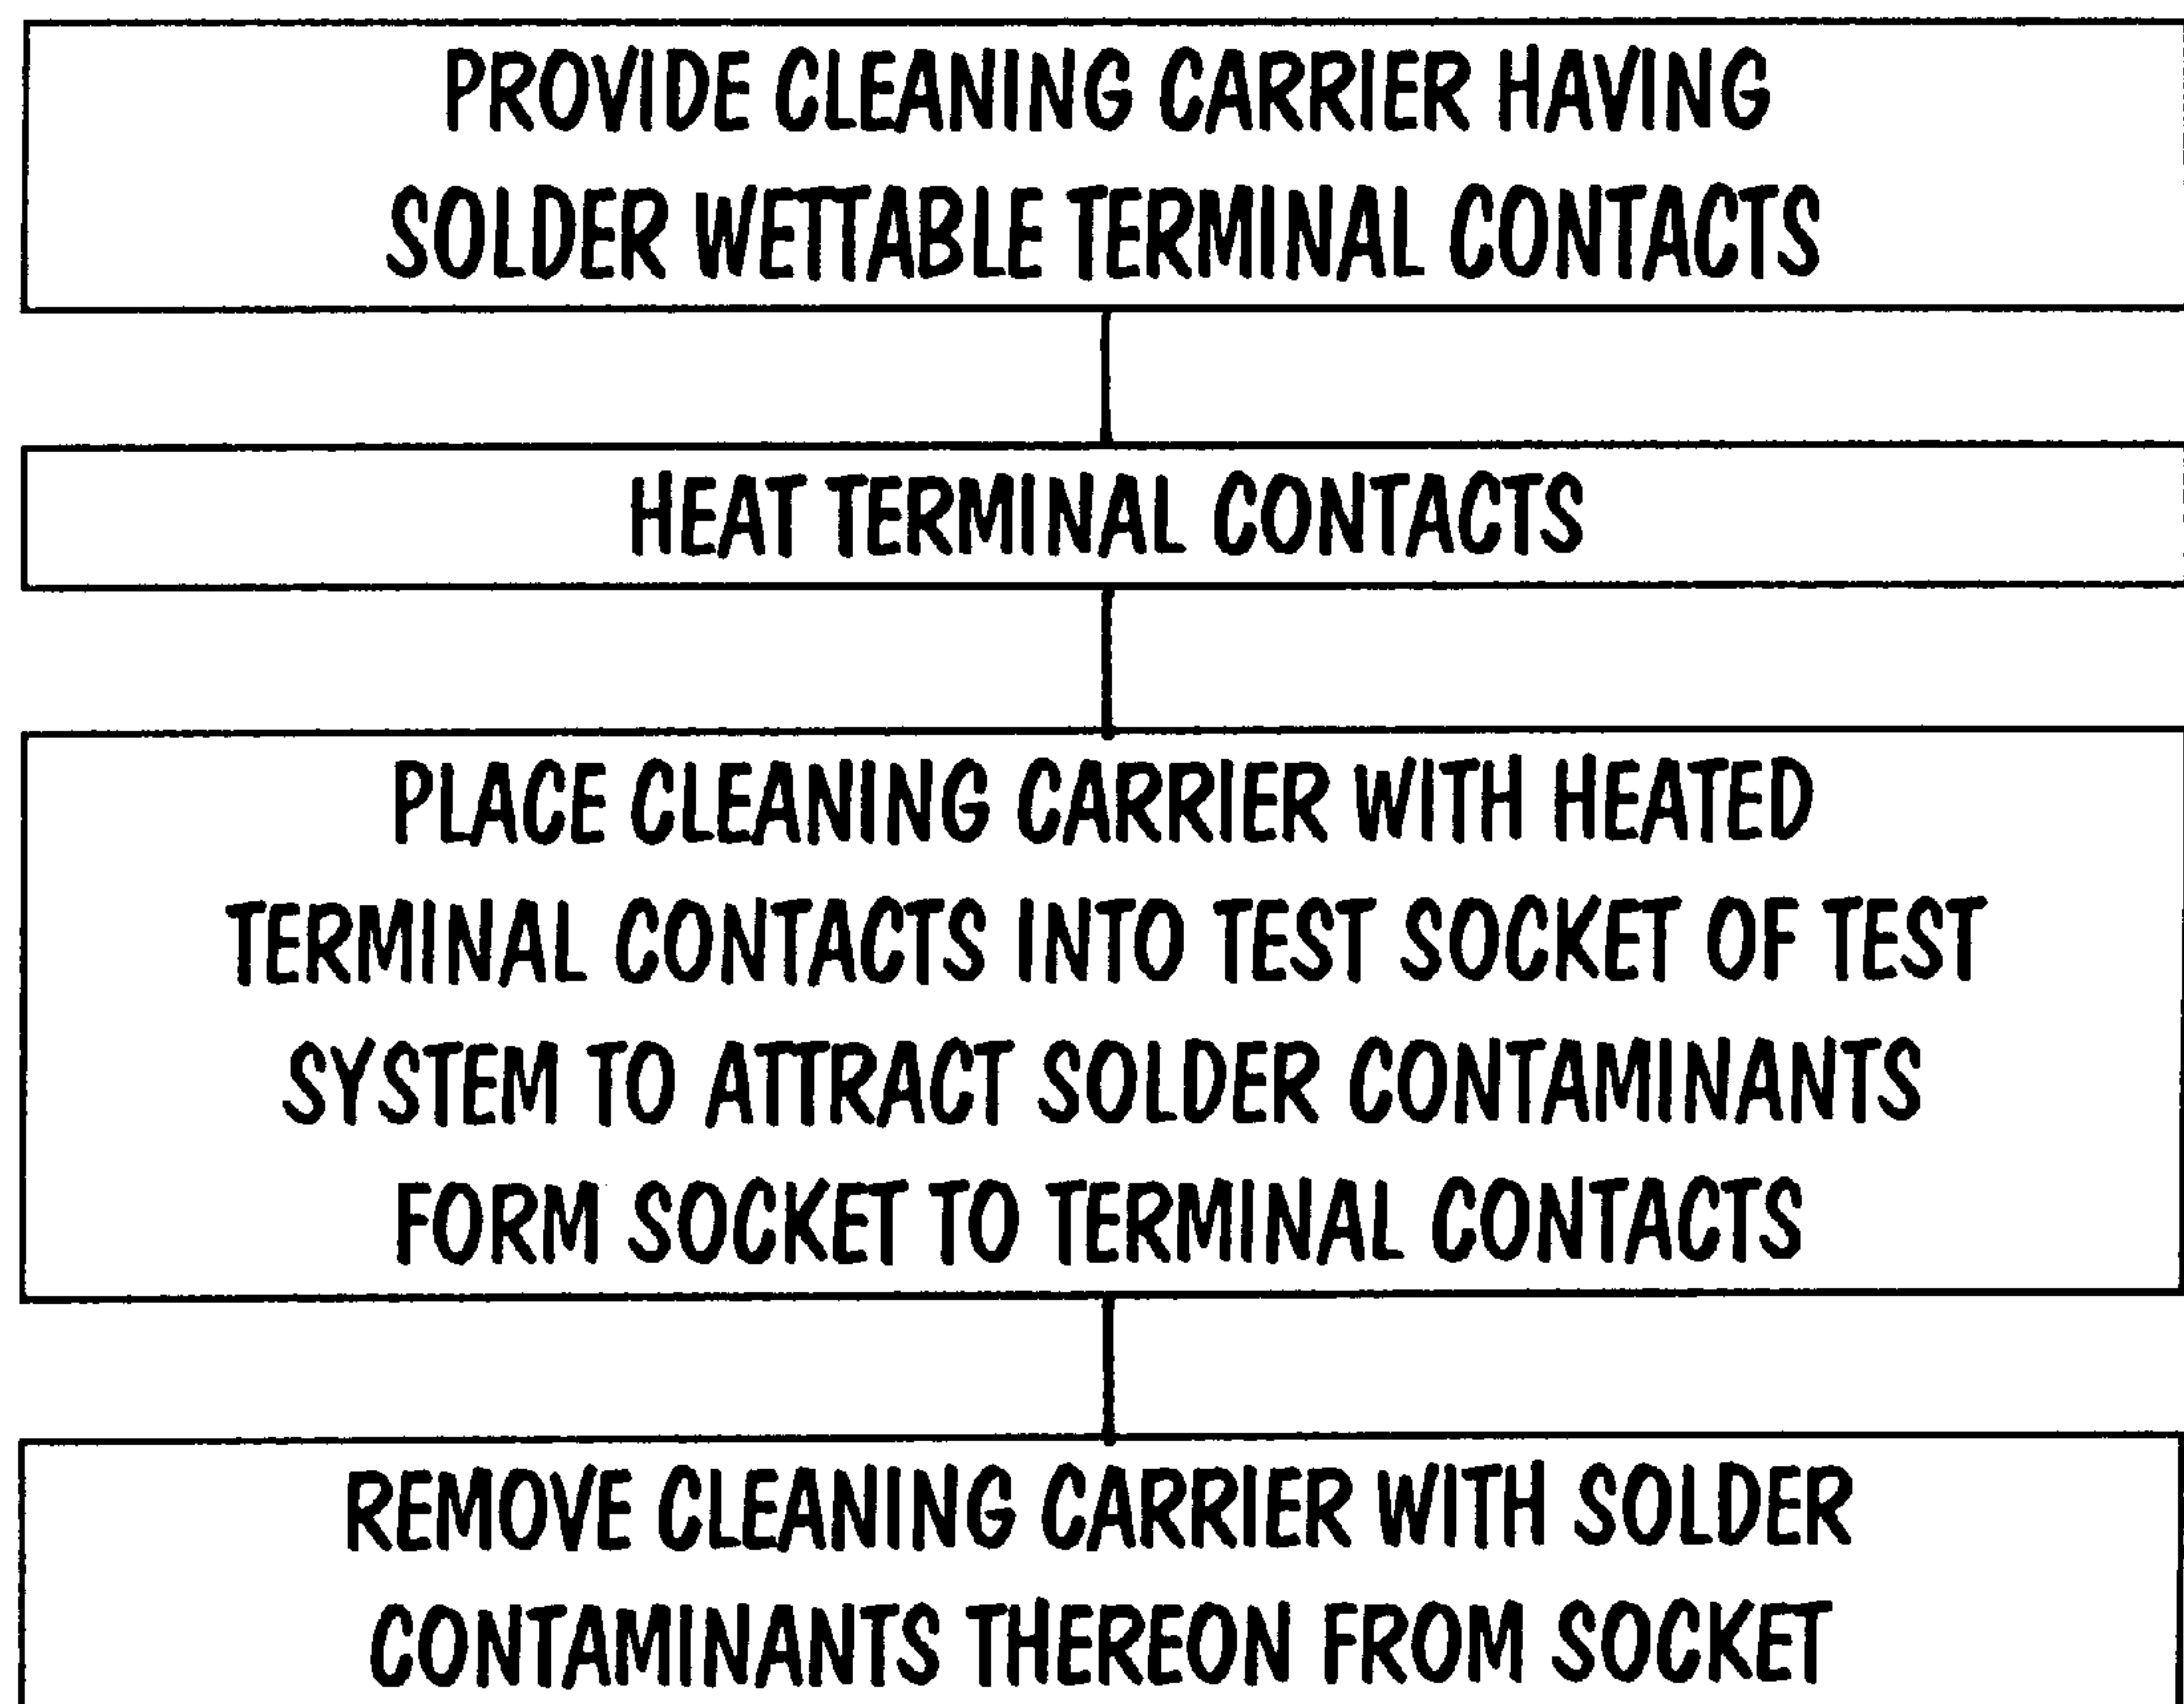 PROVIDE CLEANING CARRIER HAVING
SOLDER WETTABLE TERMINAL CONTACTS
HEAT TERMINAL CONTACTS
PLACE CLEANING CARRIER WITH HEATED
TERMINAL CONTACTS INTO TEST SOCKET OF TEST
SYSTEM TO ATTRACT SOLDER CONTAMINANTS
FORM SOCKET TO TERMINAL CONTACTS
REMOVE CLEANING CARRIER WITH SOLDER
CONTAMINANTS THEREON FROM SOCKET